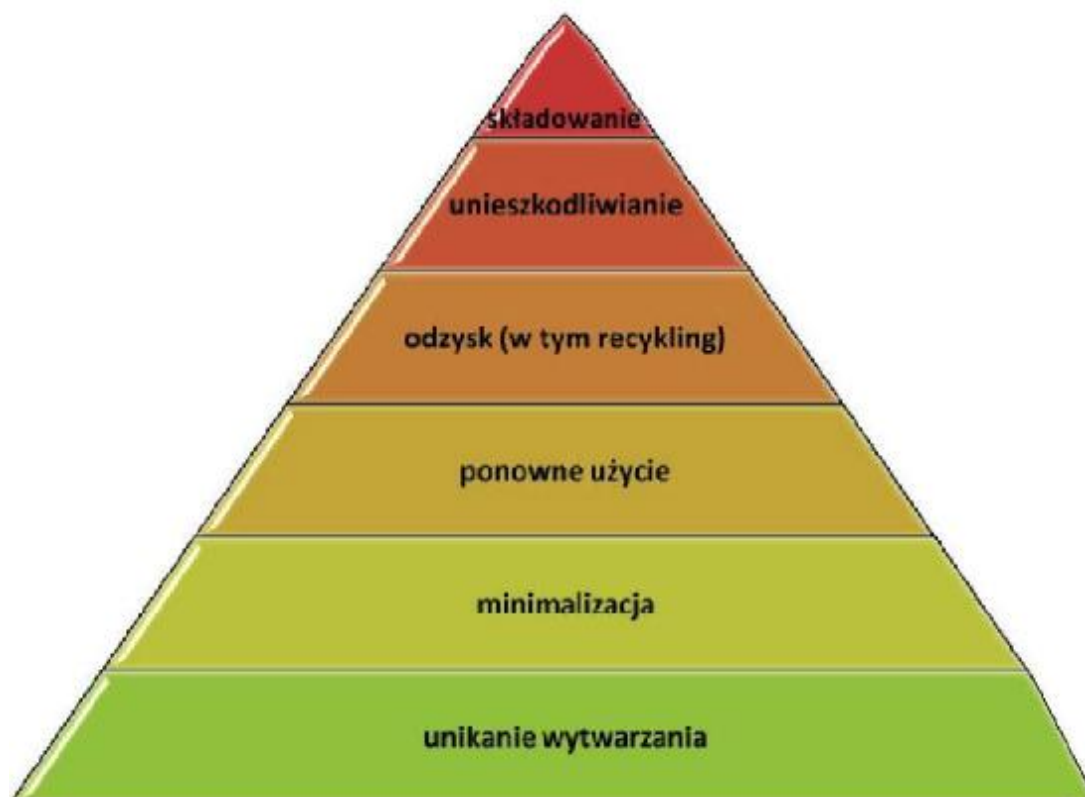 składowanie
unieszkodliwianie
odzysk (w tym recykling)
ponowne użycie
minimalizacja
unikanie wytwarzania